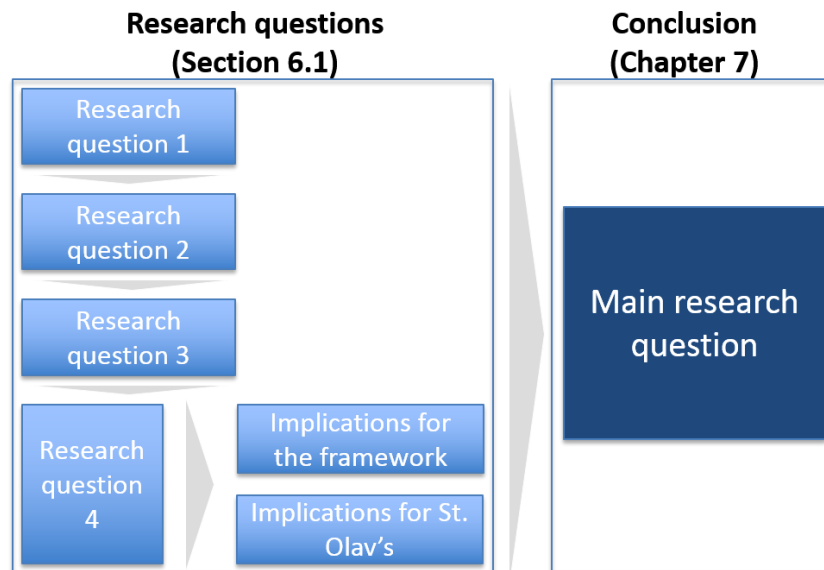 Research questions
(Section 6.1)
Research
question 1
Research
question 2
Research
question 3
Research
question
4
Implications for
the framework
Implications for St.
Olav's
Conclusion
(Chapter 7)
Main research
question